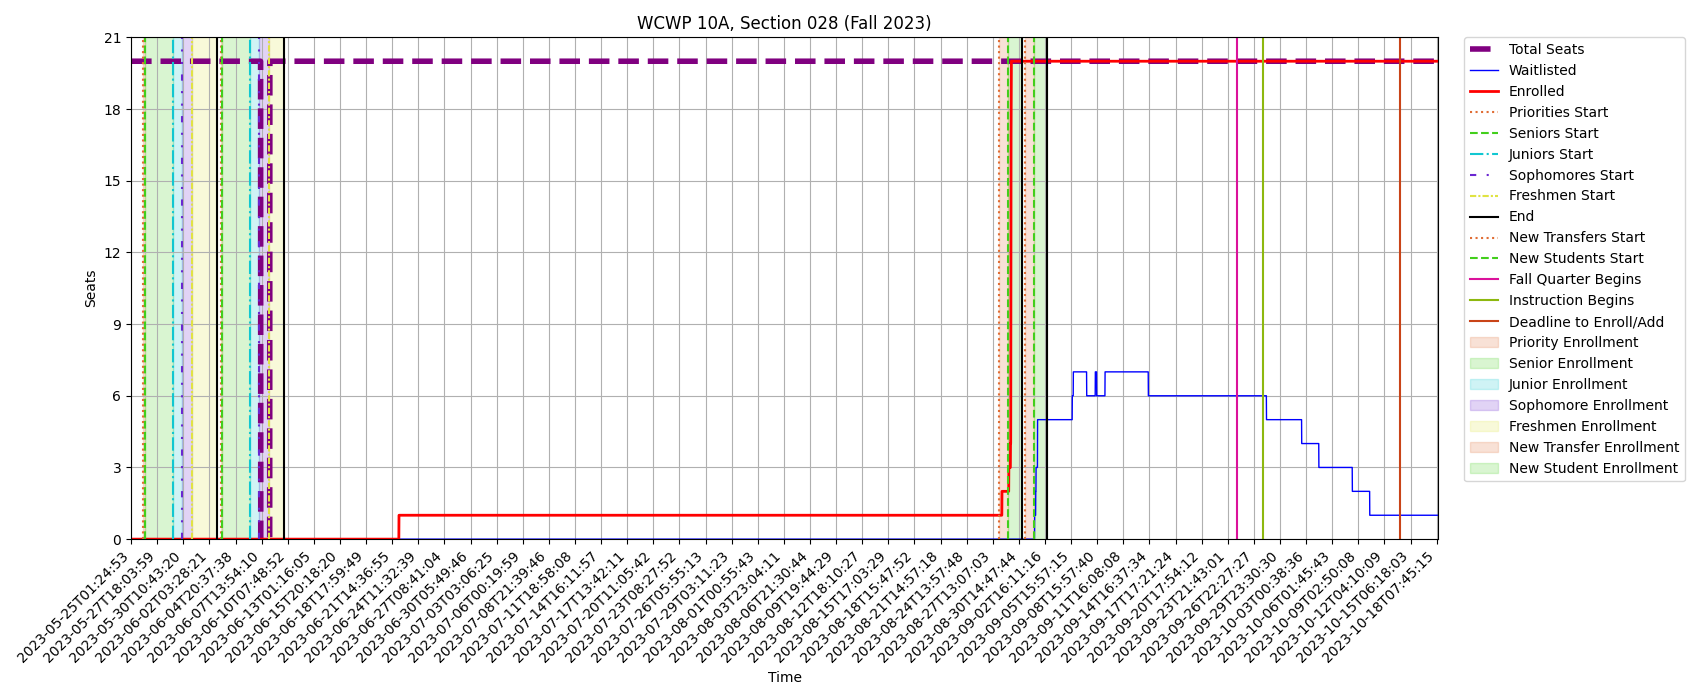 WCWP 10A, Section 028 (Fall 2023)
21
18
15
12
9
6
3
0
Seats
2023-05-25T01:24:53
2023-05-27T18:03:59
2023-05-30T10:43:20
2023-06-02T03:28:21
2023-06-04T20:37:38
2023-06-07T13:54:10
2023-06-10T07:48:52
2023-06-13T01:16:05
2023-06-15T20:18:20
2023-06-18T17:59:49
2023-06-21T14:36:55
2023-06-24T11:32:39
2023-06-27T08:41:04
2023-06-30T05:49:46
2023-07-03T03:06:25
2023-07-06T00:19:59
2023-07-08T21:39:46
2023-07-11T18:58:08
2023-07-14T16:11:57
2023-07-17T13:42:11
2023-07-20T11:05:42
2023-07-23T08:27:52
2023-07-26T05:55:13
2023-07-29T03:11:23
2023-08-01T00:55:43
2023-08-03T23:04:11
2023-08-06T21:30:44
2023-08-09T19:44:29
2023-08-12T18:10:27
2023-08-15T17:03:29
2023-08-18T15:47:52
2023-08-21T14:57:18
2023-08-24T13:57:48
2023-08-27T13:07:03
2023-08-30T14:47:44
2023-09-02T16:11:16
2023-09-05T15:57:15
2023-09-08T15:57:40
2023-09-11T16:08:08
2023-09-14T16:37:34
2023-09-17T17:21:24
2023-09-20T17:54:12
2023-09-23T21:43:01
2023-09-26T22:27:27
2023-09-29T23:30:30
2023-10-03T00:38:36
2023-10-06T01:45:43
2023-10-09T02:50:08
2023-10-12T04:10:09
2023-10-15T06:18:03
2023-10-18T07:45:15
Time
Total Seats
Waitlisted
Enrolled
Priorities Start
Seniors Start
Juniors Start
Sophomores Start
Freshmen Start
End
New Transfers Start
New Students Start
Fall Quarter Begins
Instruction Begins
Deadline to Enroll/Add
Priority Enrollment
Senior Enrollment
Junior Enrollment
Sophomore Enrollment
Freshmen Enrollment
New Transfer Enrollment
New Student Enrollment